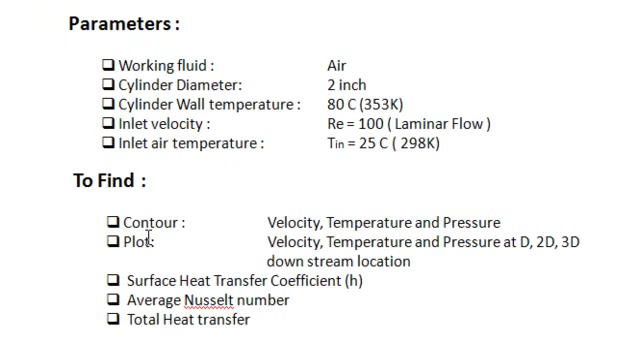 Parameters :
❑ Working fluid : Air
❑ Cylinder Diameter: 2 inch
❑ Cylinder Wall temperature : 80 C (353K)
❑ Inlet velocity : Re = 100 ( Laminar Flow )
❑ Inlet air temperature : Tin = 25 C ( 298K)
To Find :
❑ Contour : Velocity, Temperature and Pressure
❑ Plot: Velocity, Temperature and Pressure at D, 2D, 3D
down stream location
❑ Surface Heat Transfer Coefficient (h)
❑ Average Nusselt number
❑ Total Heat transfer